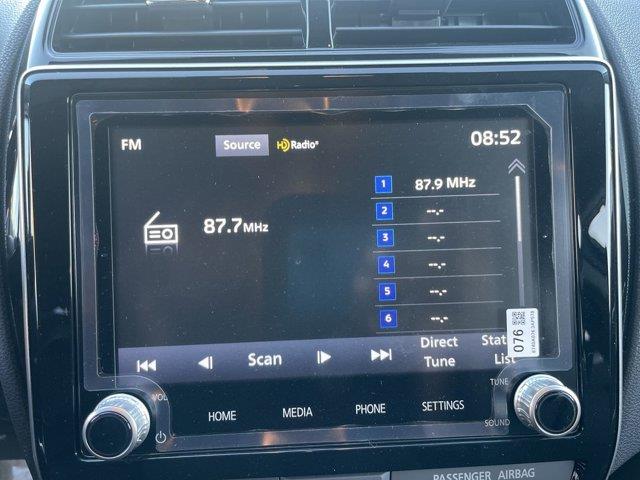 FM Source HD Radio 08:52
1 87.9 MHz
87.7MHz
2 --.-
3 --.-
4 --.-
5 --.-
6 --.-
076
Scan Direct Tune List
VOL TUNE
HOME MEDIA PHONE SETTINGS
SOUND
PASSENGER AIRBAG